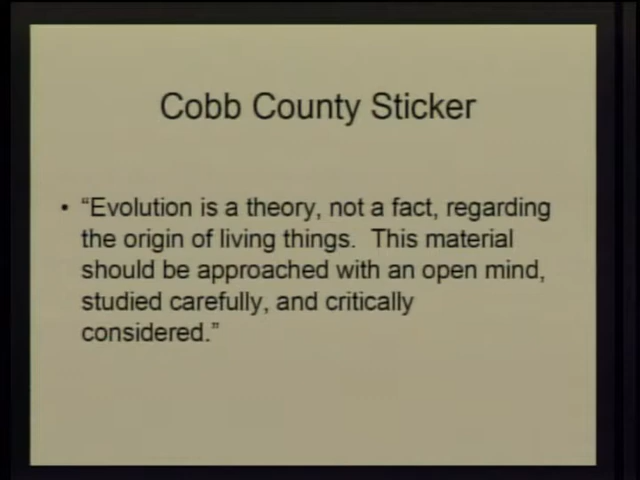 Cobb County Sticker
• “Evolution is a theory, not a fact, regarding
the origin of living things.  This material
should be approached with an open mind,
studied carefully, and critically
considered.”